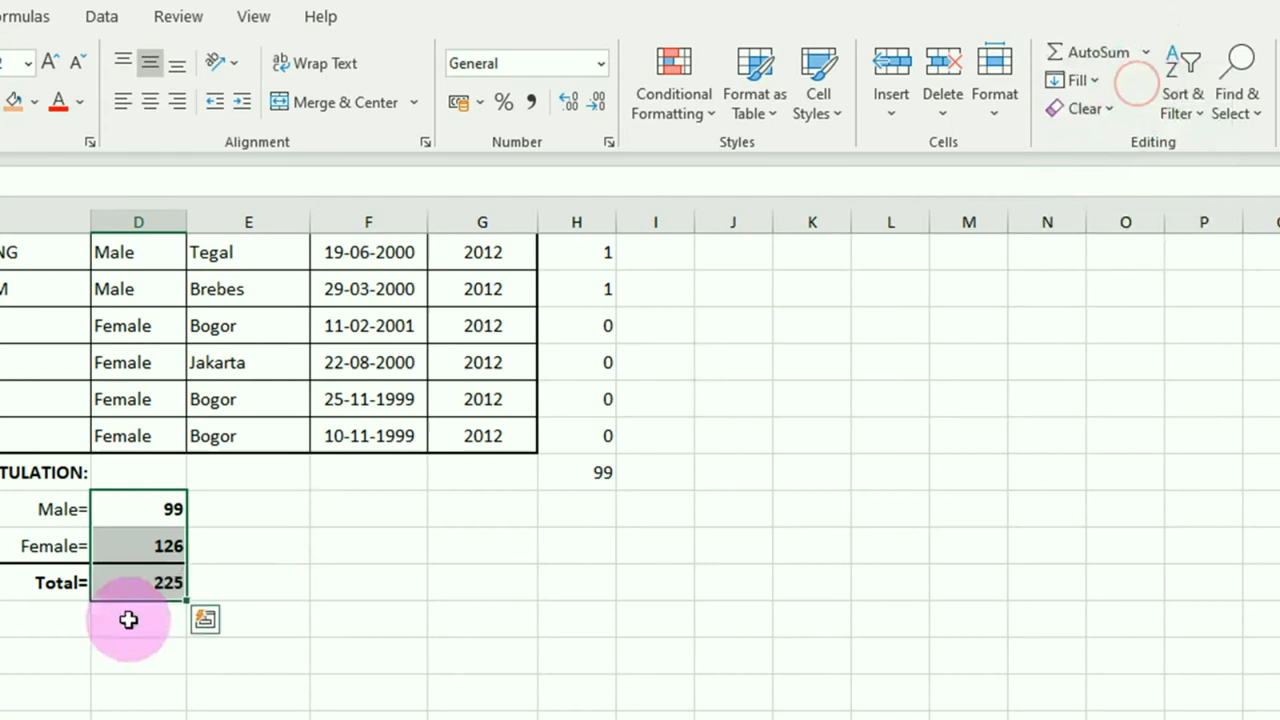 ormulas Data Review View Help
2 A A ab Wrap Text General Σ AutoSum
Fill
A Merge & Center % , Conditional Formatting Format as Table Cell Styles Insert Delete Format Clear Sort & Filter Find & Select
Alignment Number Styles Cells Editing
D E F G H I J K L M N O P
NG Male Tegal 19-06-2000 2012 1
M Male Brebes 29-03-2000 2012 1
Female Bogor 11-02-2001 2012 0
Female Jakarta 22-08-2000 2012 0
Female Bogor 25-11-1999 2012 0
Female Bogor 10-11-1999 2012 0
TULATION: 99
Male= 99
Female= 126
Total= 225